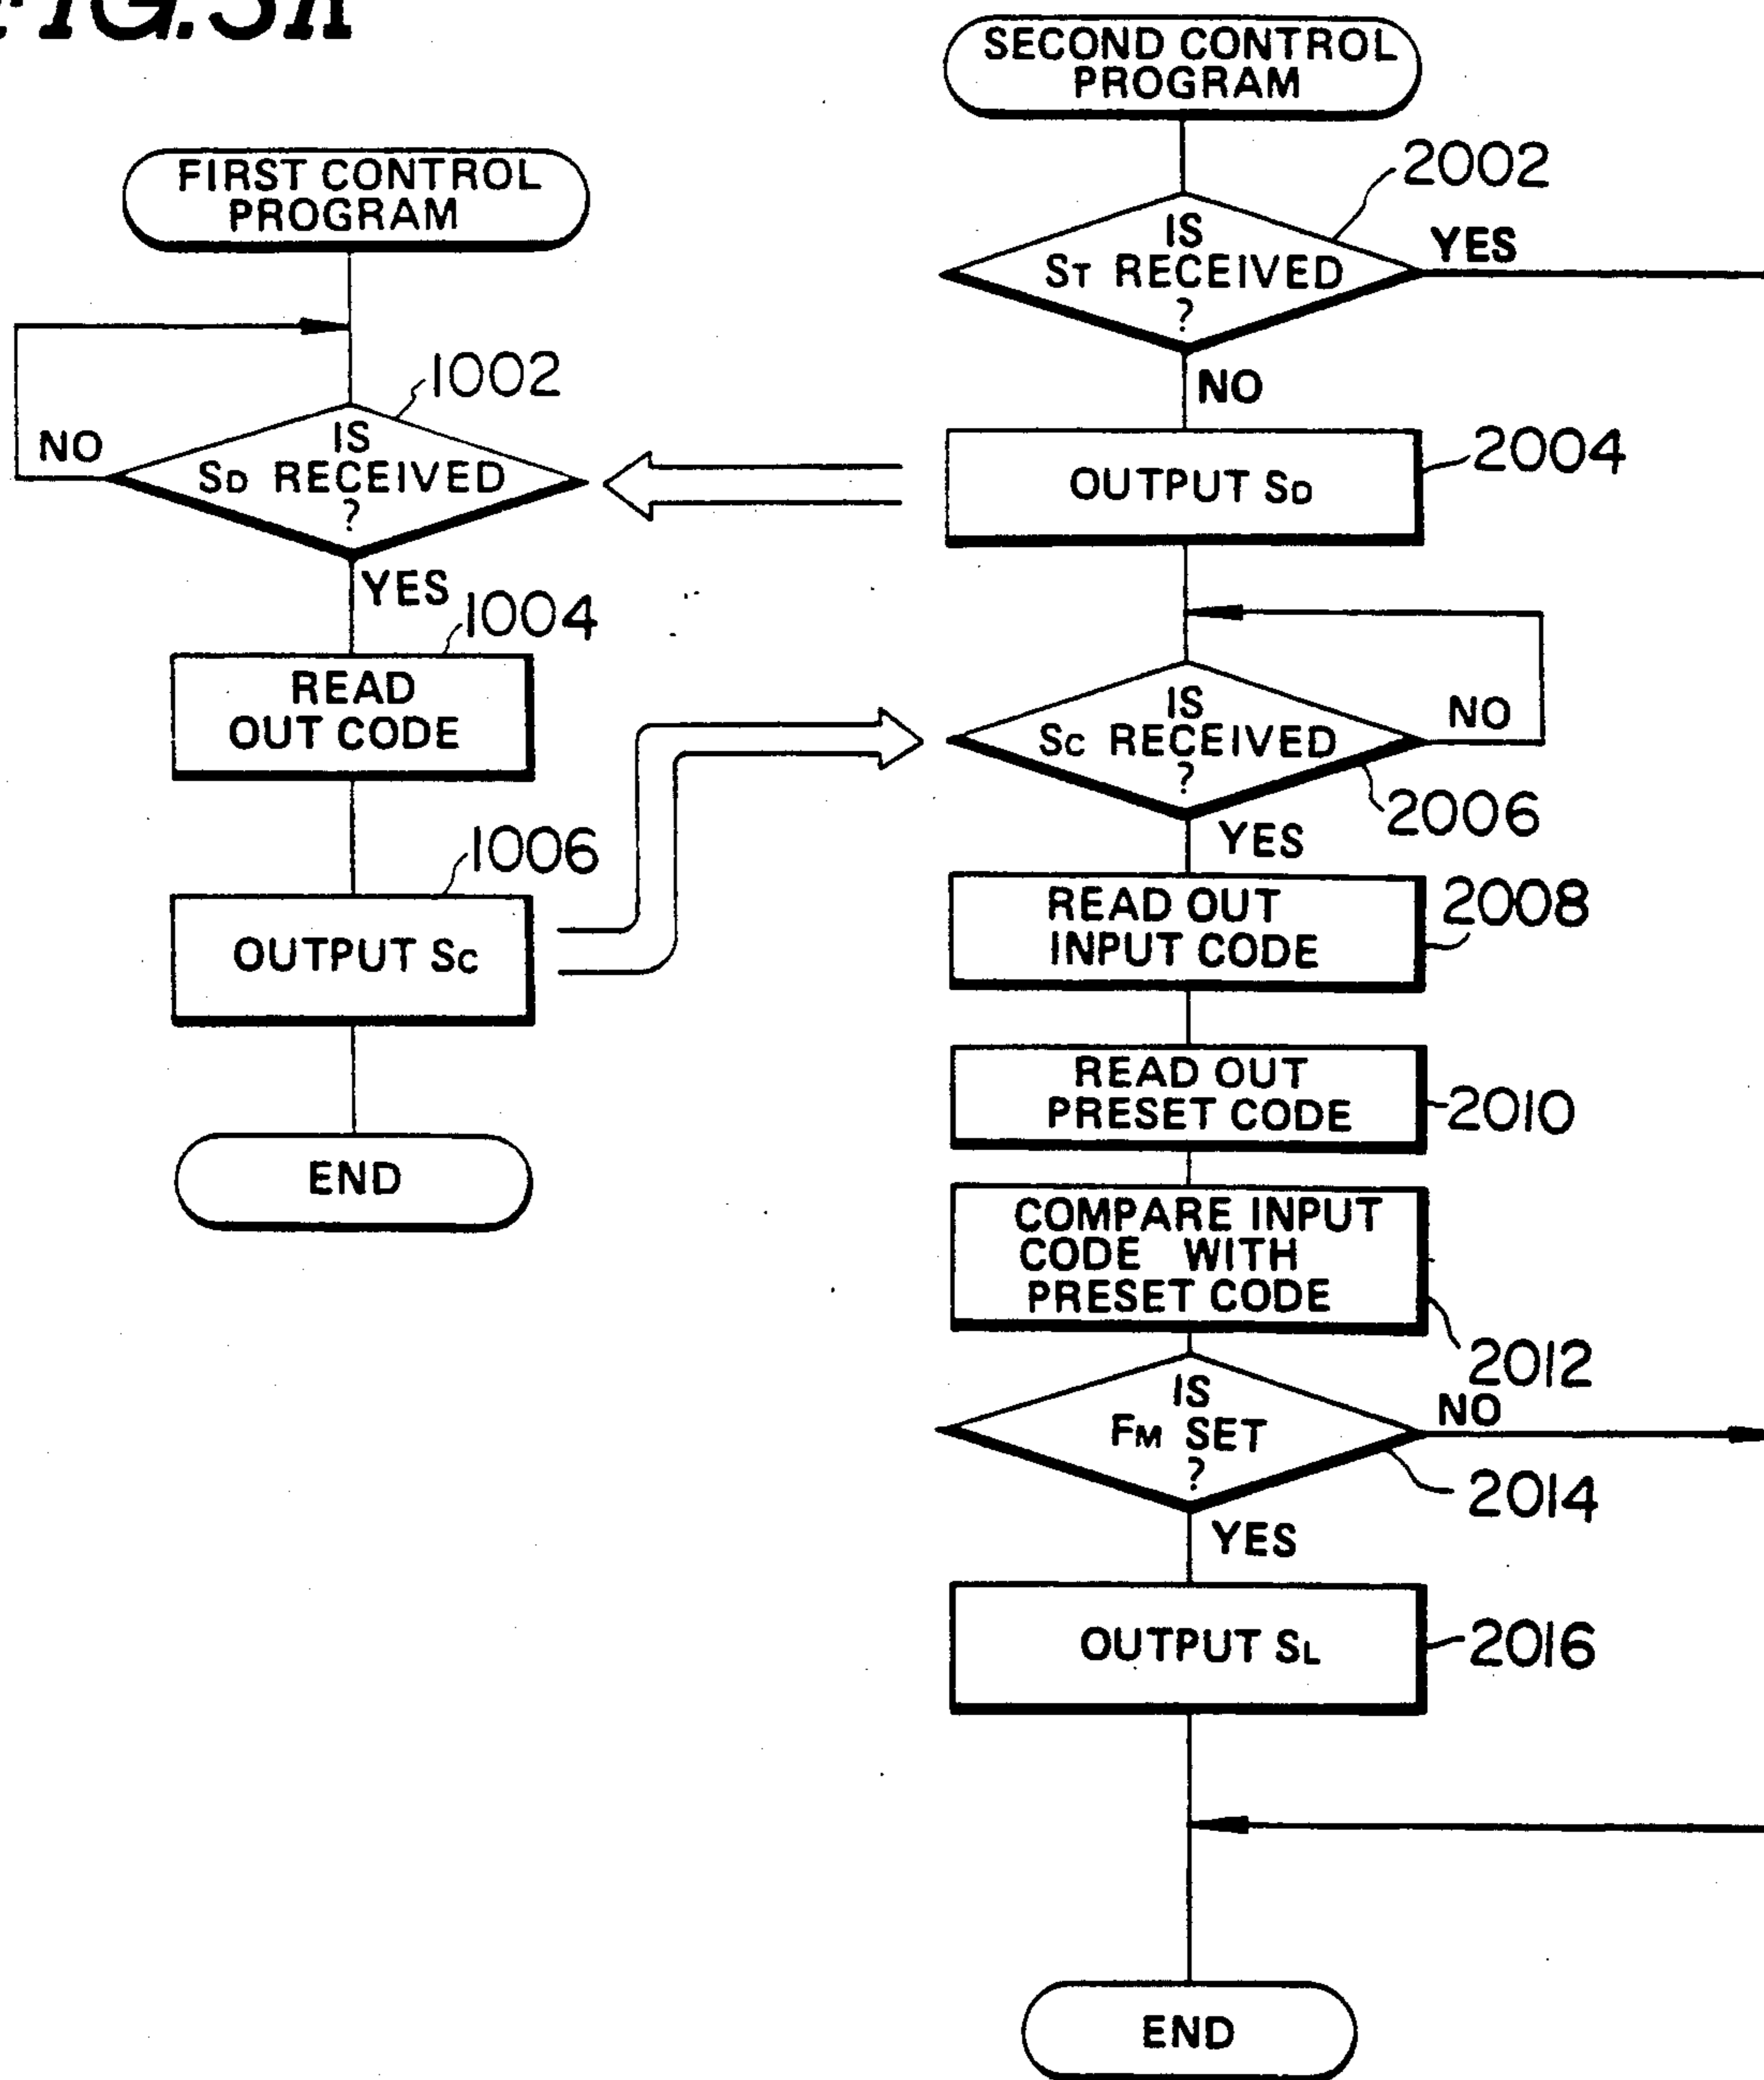 FIRST CONTROL
PROGRAM
1002
NO
IS
SD RECEIVED
?
YES
1004
READ
OUT CODE
1006
OUTPUT SC
END
SECOND CONTROL
PROGRAM
2002
IS
ST RECEIVED
?
YES
NO
OUTPUT SD
2004
IS
SC RECEIVED
?
NO
2006
YES
READ OUT
INPUT CODE
2008
READ OUT
PRESET CODE
2010
COMPARE INPUT
CODE WITH
PRESET CODE
2012
IS
FM SET
?
NO
2014
YES
OUTPUT SL
2016
END